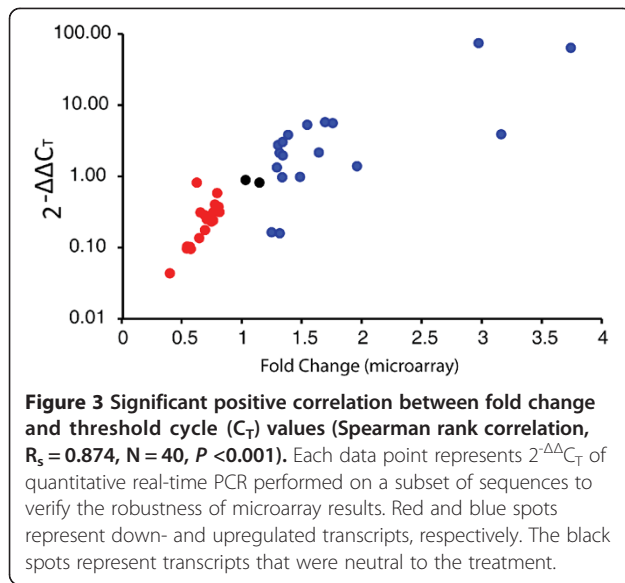 100.00
10.00
1.00
0.10
0.01
2^-ΔΔCT
0
0.5
1
1.5
2
2.5
3
3.5
4
Fold Change (microarray)
Figure 3 Significant positive correlation between fold change
and threshold cycle (CT) values (Spearman rank correlation,
Rs = 0.874, N = 40, P <0.001). Each data point represents 2^-ΔΔCT of
quantitative real-time PCR performed on a subset of sequences to
verify the robustness of microarray results. Red and blue spots
represent down- and upregulated transcripts, respectively. The black
spots represent transcripts that were neutral to the treatment.